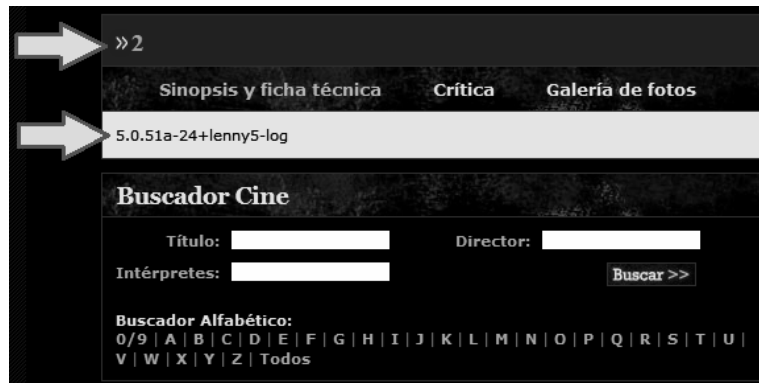 »2
Sinopsis y ficha técnica Crítica Galería de fotos
5.0.51a-24+lenny5-log
Buscador Cine
Título: Director:
Intérpretes: Buscar >>
Buscador Alfabético:
0/9 | A | B | C | D | E | F | G | H | I | J | K | L | M | N | O | P | Q | R | S | T | U |
V | W | X | Y | Z | Todos